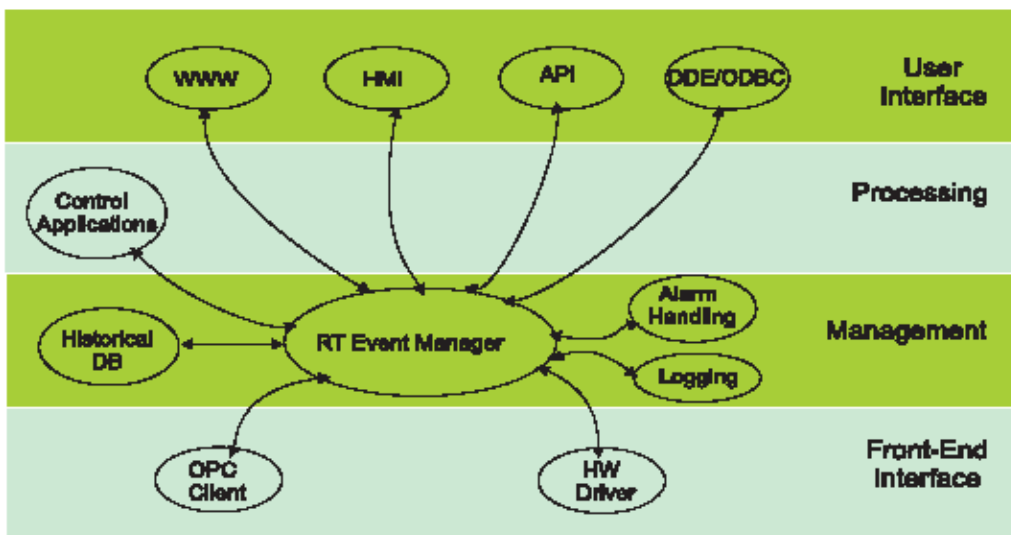 WWW
HMI
API
DDE/ODBC
User
Interface
Control
Applications
Processing
Historical
DB
RT Event Manager
Alarm
Handling
Logging
Management
OPC
Client
HW
Driver
Front-End
Interface